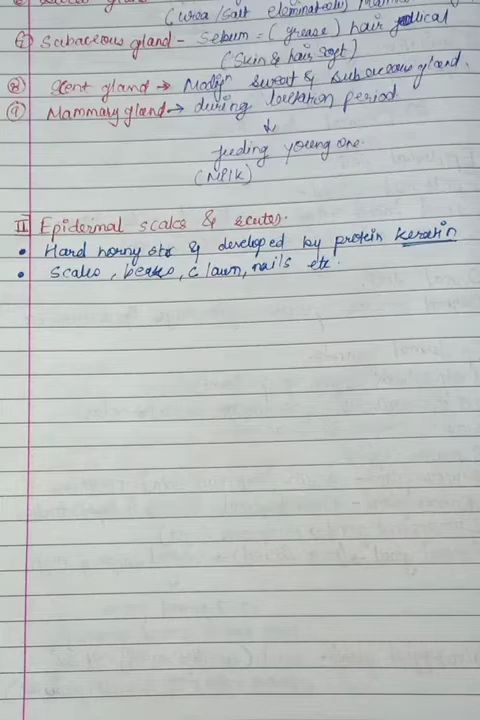 (urea/salt elimination)
⑦ Subaceous gland - Sebum = (grease) hair follical
(Skin & hair soft)
⑧ Scent gland → Modifn sweat & subaceous gland.
⑨ Mammary gland → during lactation period
↓
feeding young one.
(Milk)
II Epidermal scales & scutes.
• Hard horny str & developed by protein keratin
• Scales, beaks, claws, nails etc.